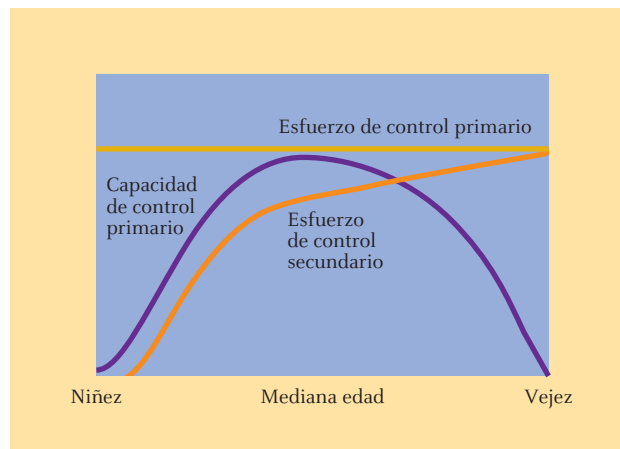 Esfuerzo de control primario
Capacidad
de control
primario
Esfuerzo
de control
secundario
Niñez
Mediana edad
Vejez